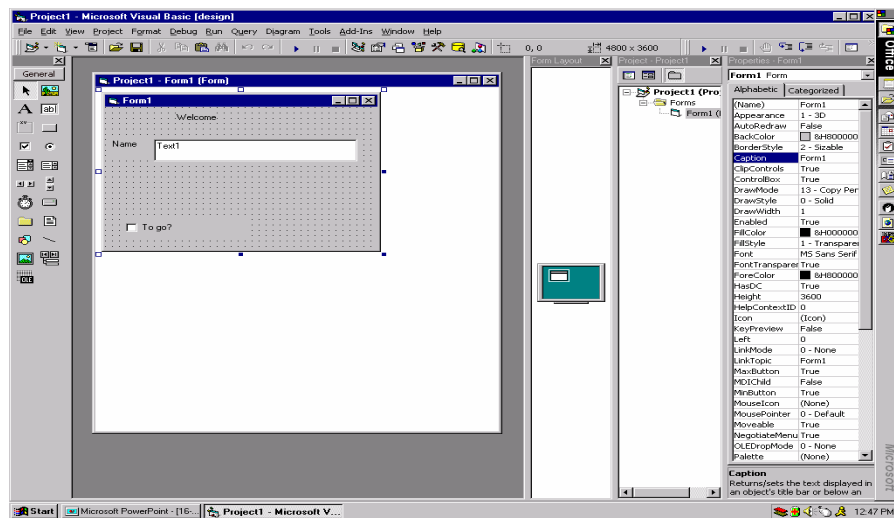 Project1 - Microsoft Visual Basic [design]
File Edit View Project Format Debug Run Query Diagram Tools Add-Ins Window Help
0, 0 4800 x 3600
General
A ab|
OLE
Project1 - Form1 (Form)
Form1
Welcome
Name Text1
To go?
Form Layout
Project - Project1
Project1 (Pro
Forms
Form1 (
Properties - Form1
Form1 Form
Alphabetic Categorized
(Name) Form1
Appearance 1 - 3D
AutoRedraw False
BackColor &H800000
BorderStyle 2 - Sizable
Caption Form1
ClipControls True
ControlBox True
DrawMode 13 - Copy Per
DrawStyle 0 - Solid
DrawWidth 1
Enabled True
FillColor &H000000
FillStyle 1 - Transparer
Font MS Sans Serif
FontTransparer True
ForeColor &H800000
HasDC True
Height 3600
HelpContextID 0
Icon (Icon)
KeyPreview False
Left 0
LinkMode 0 - None
LinkTopic Form1
MaxButton True
MDIChild False
MinButton True
MouseIcon (None)
MousePointer 0 - Default
Moveable True
NegotiateMenu True
OLEDropMode 0 - None
Palette (None)
Caption
Returns/sets the text displayed in
an object's title bar or below an
Office
Microsoft
Start Microsoft PowerPoint - [16-... Project1 - Microsoft V... 12:47 PM